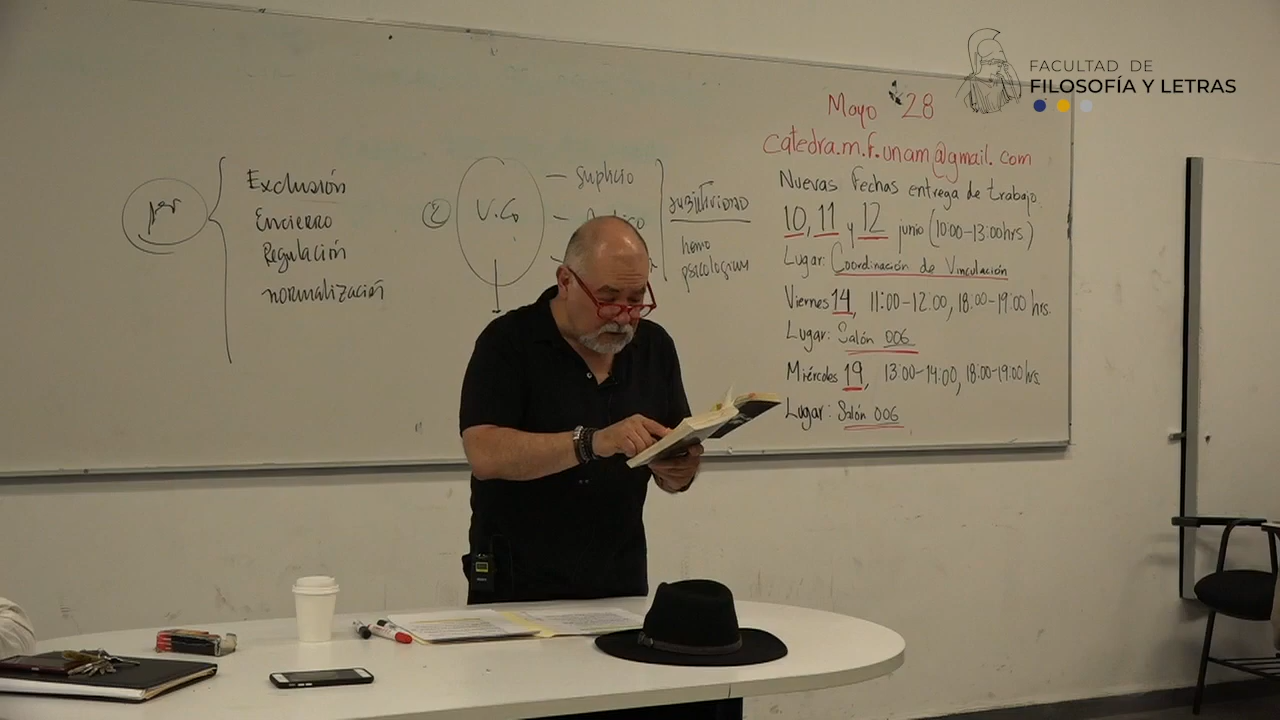 FACULTAD DE
FILOSOFÍA Y LETRAS
Mayo 28
catedra.m.f.unam@gmail.com
Nuevas fechas entrega de trabajo.
10, 11 y 12 junio (10:00-13:00hrs)
Lugar: Coordinación de Vinculación
Viernes 14, 11:00-12:00, 18:00-19:00 hrs.
Lugar: Salón 006
Miércoles 19, 13:00-14:00, 18:00-19:00 hrs.
Lugar: Salón 006
Exclusión
Encierro
Regulación
normalización
2
V.C.
— Suplicio
—
subjetividad
homo
psicologicum